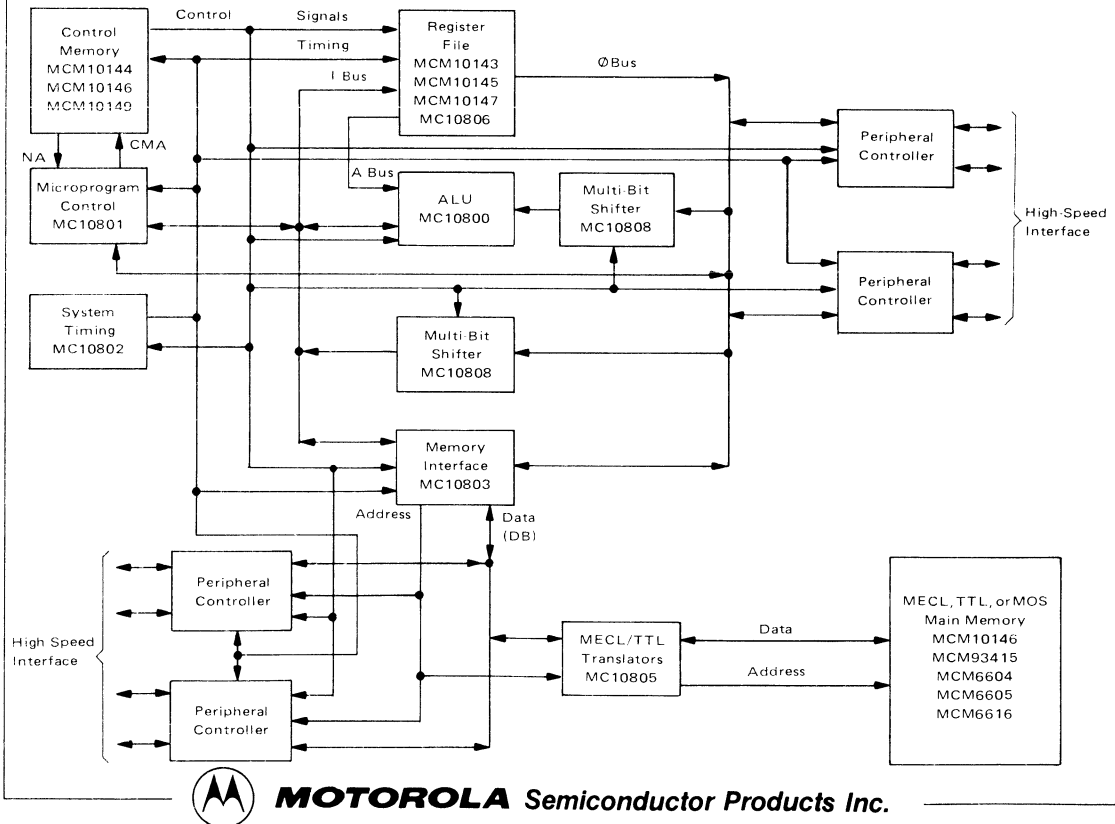 Control
Memory
MCM10144
MCM10146
MCM10149
Control
Signals
Timing
I Bus
Register
File
MCM10143
MCM10145
MCM10147
MC10806
ØBus
NA
CMA
Microprogram
Control
MC10801
A Bus
ALU
MC10800
Multi-Bit
Shifter
MC10808
Peripheral
Controller
High-Speed
Interface
Peripheral
Controller
System
Timing
MC10802
Multi-Bit
Shifter
MC10808
Memory
Interface
MC10803
Address
Data
(DB)
Peripheral
Controller
High Speed
Interface
Peripheral
Controller
MECL/TTL
Translators
MC10805
Data
Address
MECL, TTL, or MOS
Main Memory
MCM10146
MCM93415
MCM6604
MCM6605
MCM6616
MOTOROLA Semiconductor Products Inc.